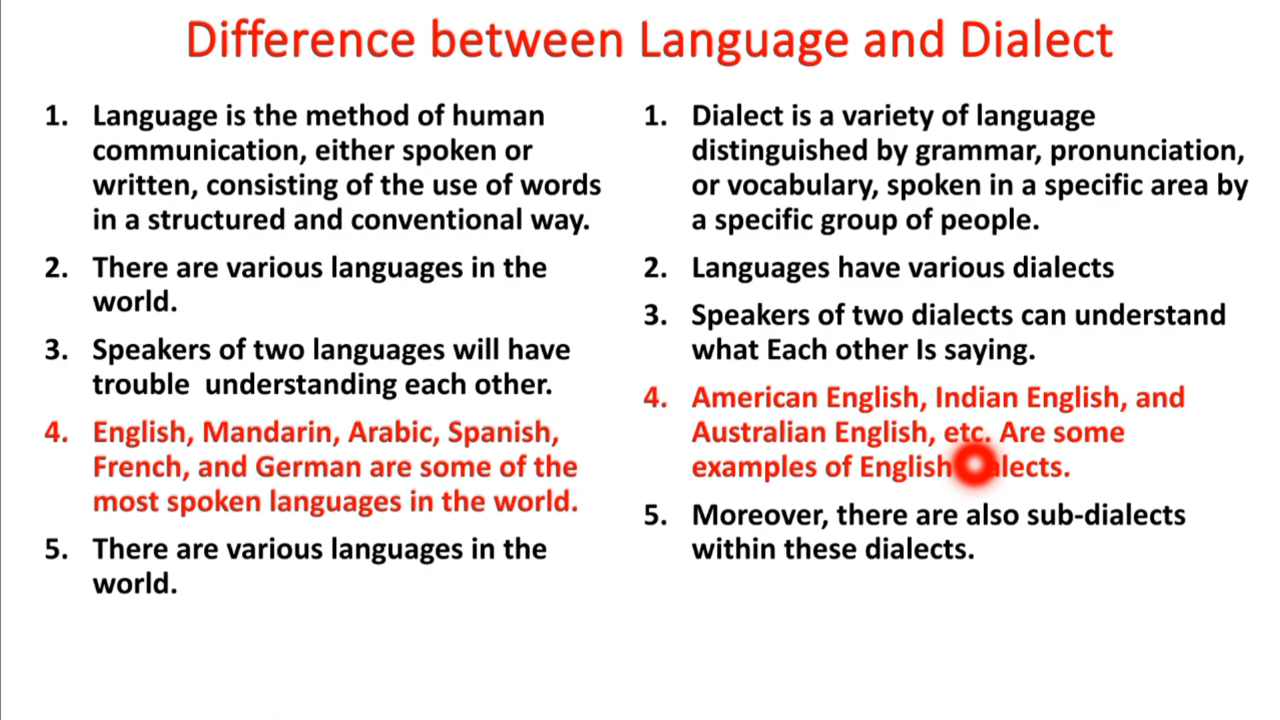 Difference between Language and Dialect
1. Language is the method of human
communication, either spoken or
written, consisting of the use of words
in a structured and conventional way.
2. There are various languages in the
world.
3. Speakers of two languages will have
trouble understanding each other.
4. English, Mandarin, Arabic, Spanish,
French, and German are some of the
most spoken languages in the world.
5. There are various languages in the
world.
1. Dialect is a variety of language
distinguished by grammar, pronunciation,
or vocabulary, spoken in a specific area by
a specific group of people.
2. Languages have various dialects
3. Speakers of two dialects can understand
what Each other Is saying.
4. American English, Indian English, and
Australian English, etc. Are some
examples of English
5. Moreover, there are also sub-dialects
within these dialects.